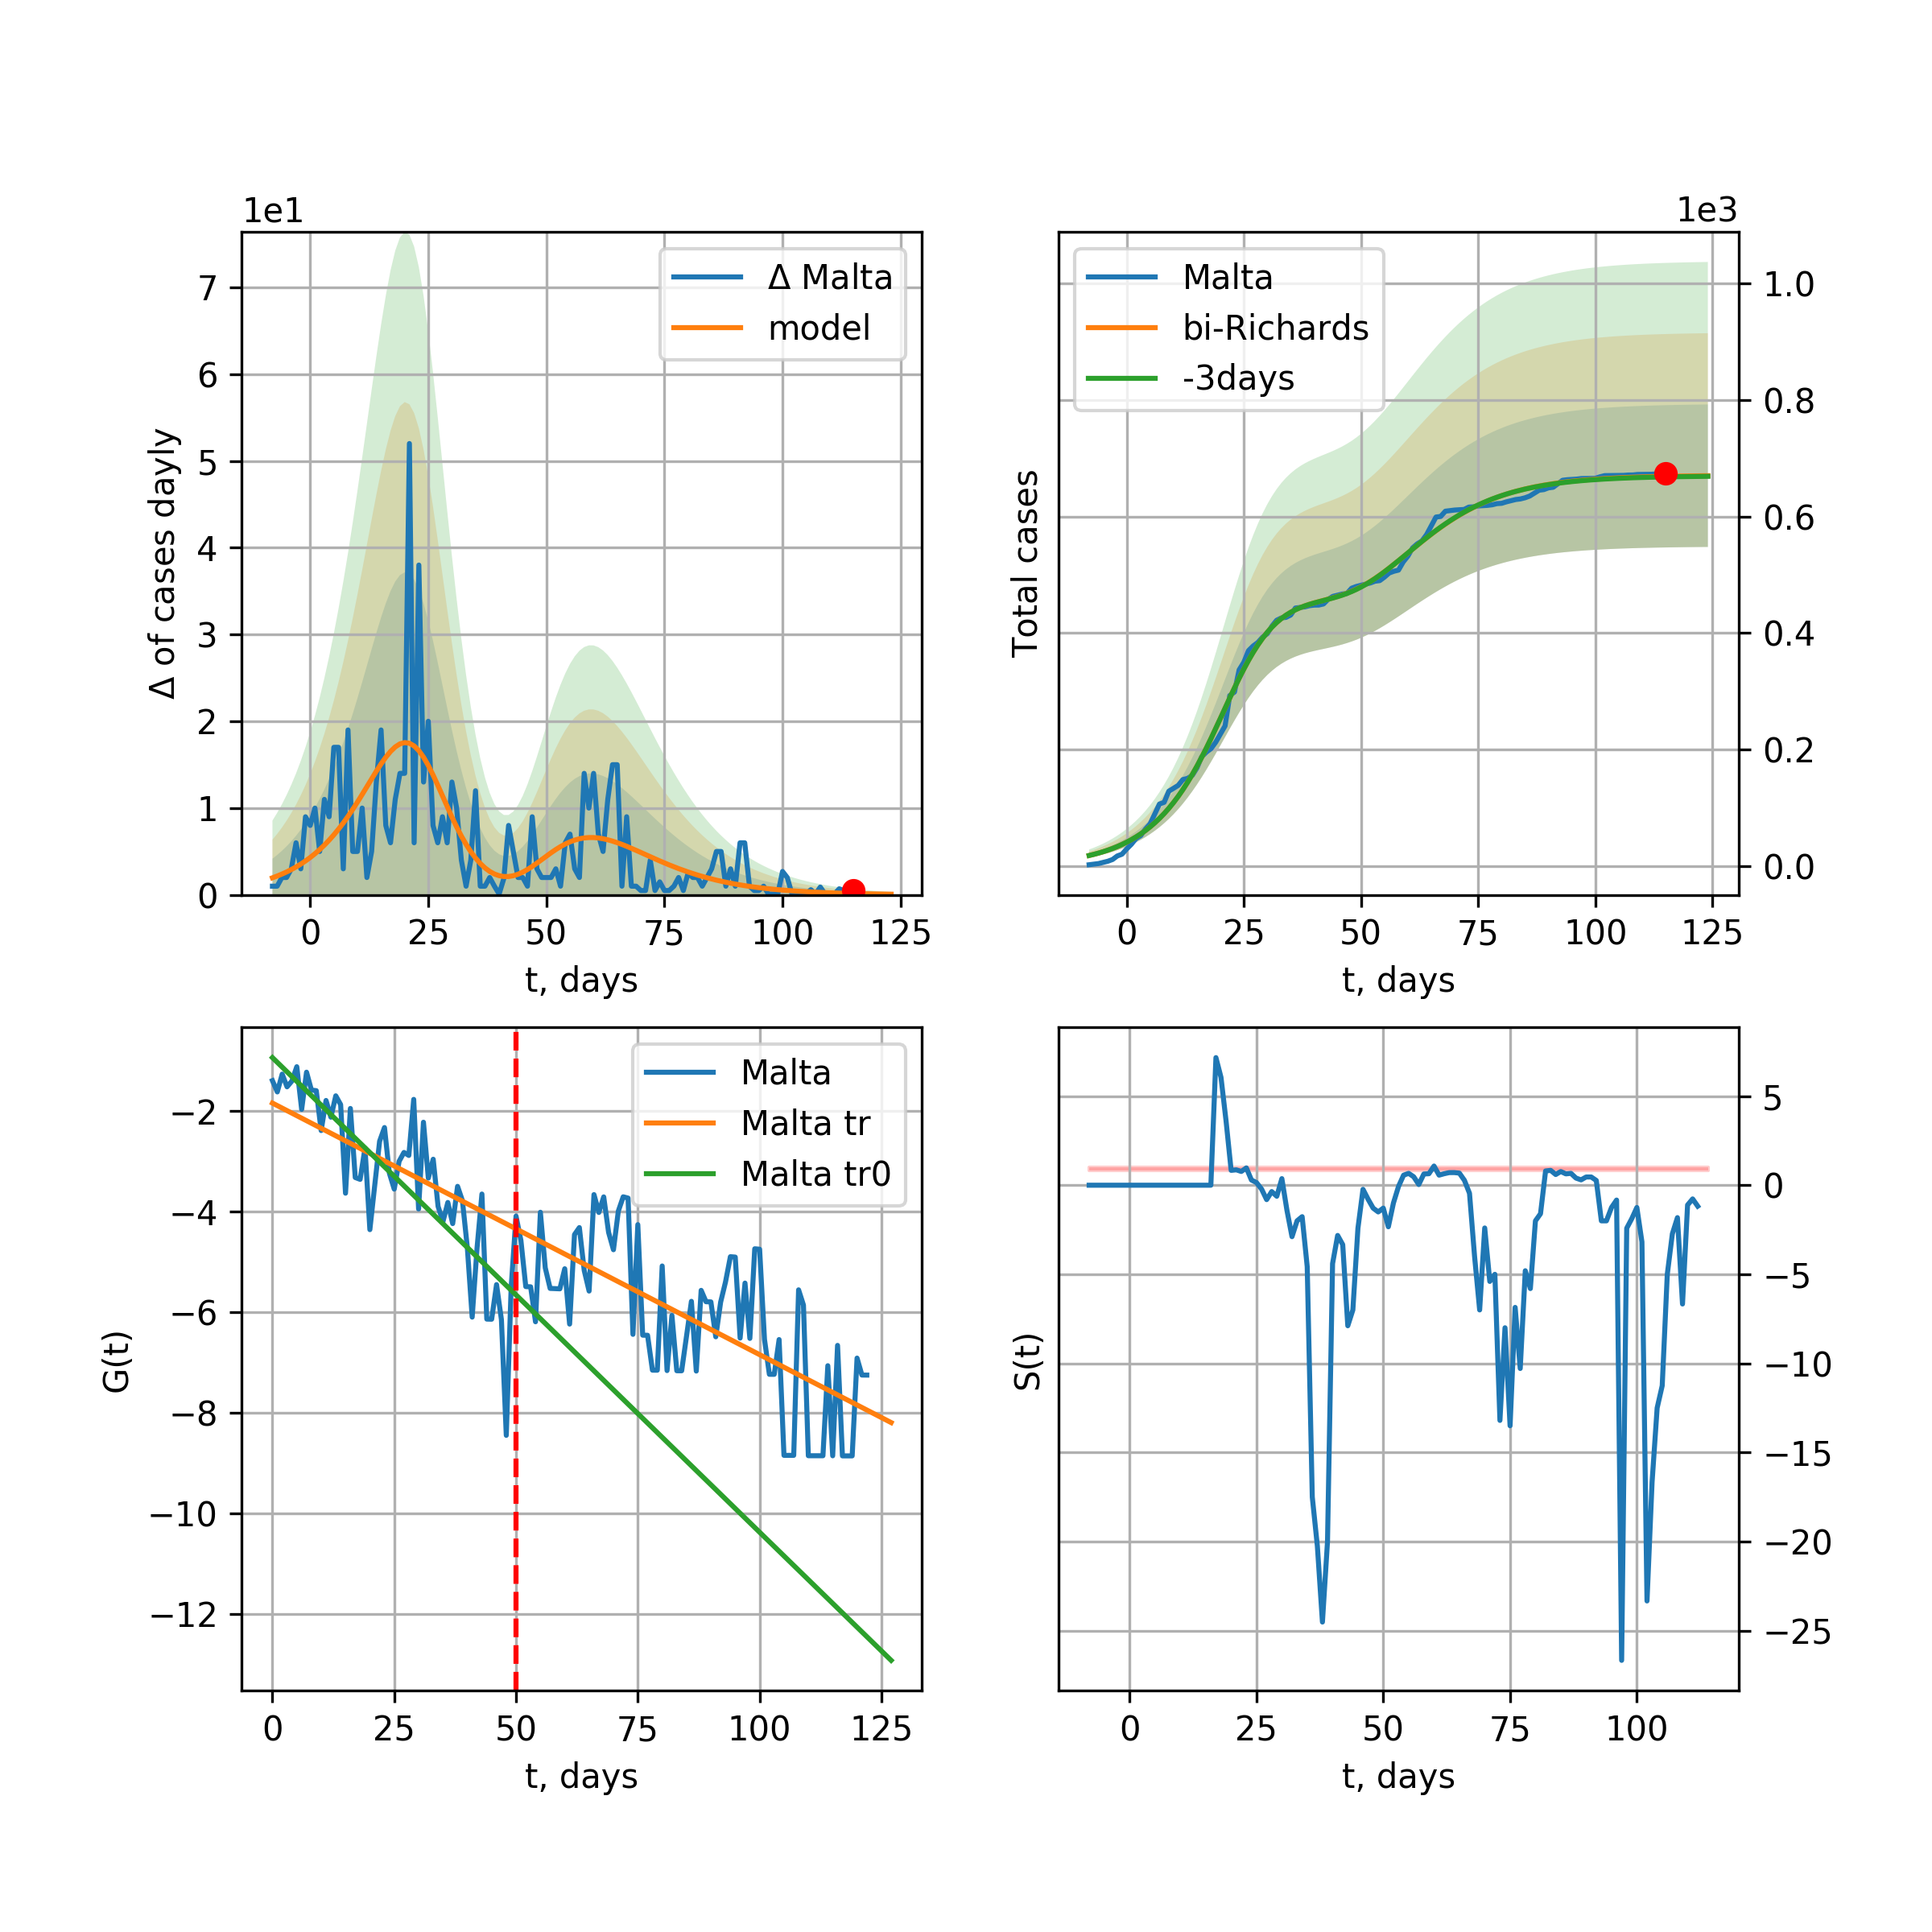 1e1
7
6
5
4
3
2
1
0
Δ of cases dayly
0 25 50 75 100 125
t, days
Δ Malta
model
1e3
1.0
0.8
0.6
0.4
0.2
0.0
Total cases
0 25 50 75 100 125
t, days
Malta
bi-Richards
-3days
−2
−4
−6
−8
−10
−12
G(t)
0 25 50 75 100 125
t, days
Malta
Malta tr
Malta tr0
5
0
−5
−10
−15
−20
−25
S(t)
0 25 50 75 100
t, days